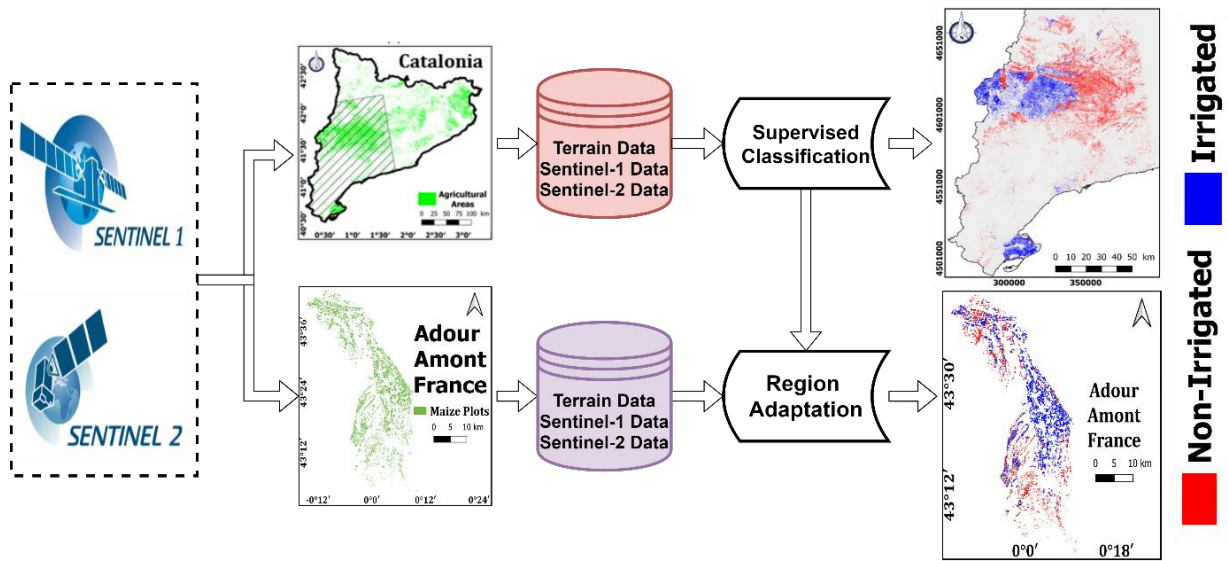 SENTINEL 1
SENTINEL 2
Catalonia
42°30'
42°0'
41°30'
41°0'
40°30'
Agricultural
Areas
0 25 50 75 100 km
0°30' 1°0' 1°30' 2°0' 2°30' 3°0'
Adour
Amont
France
Maize Plots
0 5 10 km
43°36'
43°24'
43°12'
-0°12' 0°0' 0°12' 0°24'
Terrain Data
Sentinel-1 Data
Sentinel-2 Data
Terrain Data
Sentinel-1 Data
Sentinel-2 Data
Supervised
Classification
Region
Adaptation
4651000
4601000
4551000
4501000
0 10 20 30 40 50 km
300000 350000
43°30'
43°12'
Adour
Amont
France
0 5 10 km
0°0' 0°18'
Irrigated
Non-Irrigated